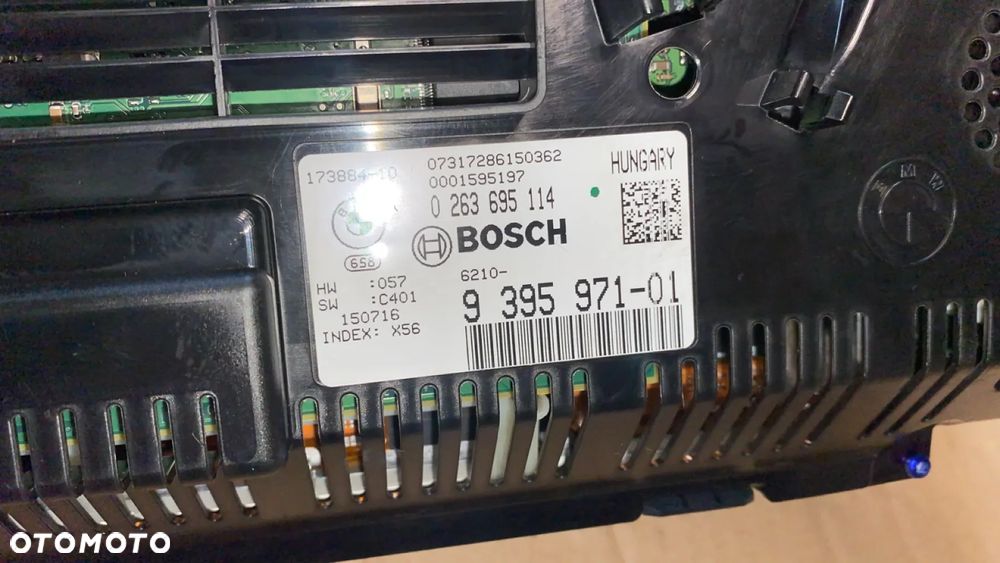 173884-10
07317286150362
0001595197
HUNGARY
0 263 695 114
BOSCH
658
6210-
9 395 971-01
HW :057
SW :C401
150716
INDEX: X56
BMW
OTOMOTO